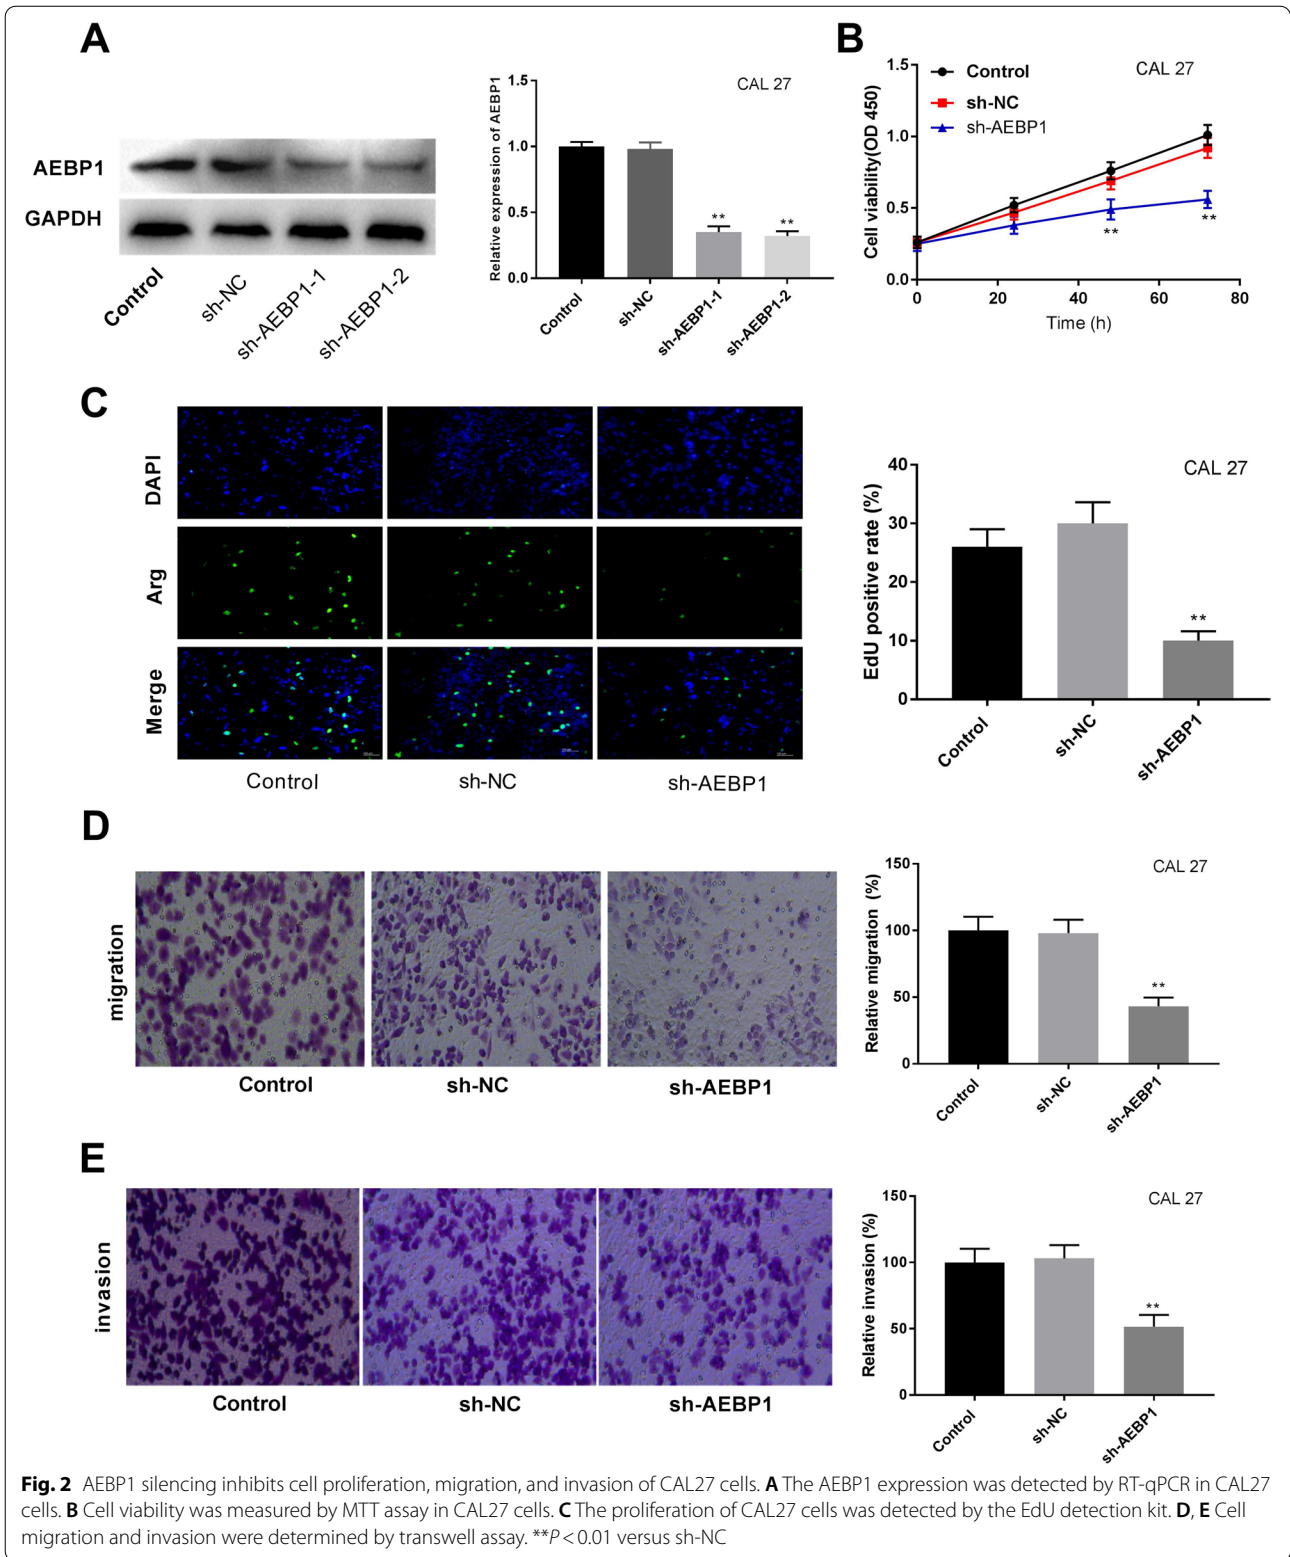 A
AEBP1
GAPDH
Control
sh-NC
sh-AEBP1-1
sh-AEBP1-2
Relative expression of AEBP1
1.5
1.0
0.5
0.0
CAL 27
**
**
Control
sh-NC
sh-AEBP1-1
sh-AEBP1-2
B
Cell viability(OD 450)
1.5
1.0
0.5
0.0
Control
sh-NC
sh-AEBP1
CAL 27
**
**
0
20
40
60
80
Time (h)
C
DAPI
Arg
Merge
Control
sh-NC
sh-AEBP1
EdU positive rate (%)
40
30
20
10
0
CAL 27
**
Control
sh-NC
sh-AEBP1
D
migration
Control
sh-NC
sh-AEBP1
Relative migration (%)
150
100
50
0
CAL 27
**
Control
sh-NC
sh-AEBP1
E
invasion
Control
sh-NC
sh-AEBP1
Relative invasion (%)
150
100
50
0
CAL 27
**
Control
sh-NC
sh-AEBP1
Fig. 2 AEBP1 silencing inhibits cell proliferation, migration, and invasion of CAL27 cells. A The AEBP1 expression was detected by RT-qPCR in CAL27
cells. B Cell viability was measured by MTT assay in CAL27 cells. C The proliferation of CAL27 cells was detected by the EdU detection kit. D, E Cell
migration and invasion were determined by transwell assay. **P < 0.01 versus sh-NC